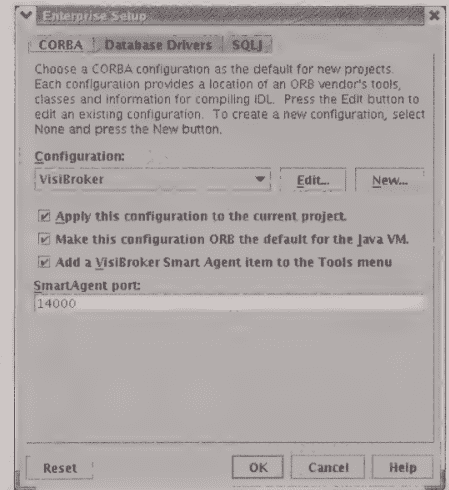 Enterprise Setup
CORBA Database Drivers SQLJ
Choose a CORBA configuration as the default for new projects.
Each configuration provides a location of an ORB vendor's tools,
classes and information for compiling IDL. Press the Edit button to
edit an existing configuration. To create a new configuration, select
None and press the New button.
Configuration:
VisiBroker Edit... New...
Apply this configuration to the current project.
Make this configuration ORB the default for the Java VM.
Add a VisiBroker Smart Agent item to the Tools menu
SmartAgent port:
14000
Reset OK Cancel Help